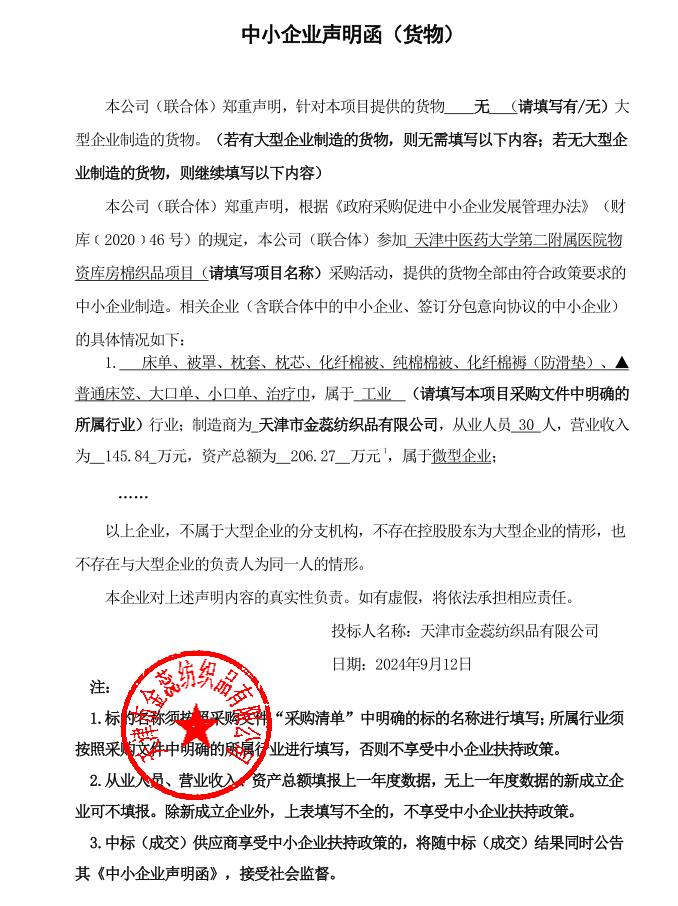 中小企业声明函（货物）
本公司（联合体）郑重声明，针对本项目提供的货物 无 （请填写有/无）大
型企业制造的货物。（若有大型企业制造的货物，则无需填写以下内容；若无大型企
业制造的货物，则继续填写以下内容）
本公司（联合体）郑重声明，根据《政府采购促进中小企业发展管理办法》（财
库﹝2020﹞46 号）的规定，本公司（联合体）参加 天津中医药大学第二附属医院物
资库房棉织品项目（请填写项目名称）采购活动，提供的货物全部由符合政策要求的
中小企业制造。相关企业（含联合体中的中小企业、签订分包意向协议的中小企业）
的具体情况如下：
1. 床单、被罩、枕套、枕芯、化纤棉被、纯棉棉被、化纤棉褥（防滑垫）、▲
普通床笠、大口单、小口单、治疗巾，属于 工业 （请填写本项目采购文件中明确的
所属行业）行业；制造商为 天津市金蕊纺织品有限公司，从业人员 30 人，营业收入
为 145.84 万元，资产总额为 206.27 万元1，属于微型企业；
……
以上企业，不属于大型企业的分支机构，不存在控股股东为大型企业的情形，也
不存在与大型企业的负责人为同一人的情形。
本企业对上述声明内容的真实性负责。如有虚假，将依法承担相应责任。
投标人名称：天津市金蕊纺织品有限公司
日期：2024年9月12日
天津市金蕊纺织品有限公司
注：
1.标的名称须按照采购文件“采购清单”中明确的标的名称进行填写；所属行业须
按照采购文件中明确的所属行业进行填写，否则不享受中小企业扶持政策。
2.从业人员、营业收入、资产总额填报上一年度数据，无上一年度数据的新成立企
业可不填报。除新成立企业外，上表填写不全的，不享受中小企业扶持政策。
3.中标（成交）供应商享受中小企业扶持政策的，将随中标（成交）结果同时公告
其《中小企业声明函》，接受社会监督。